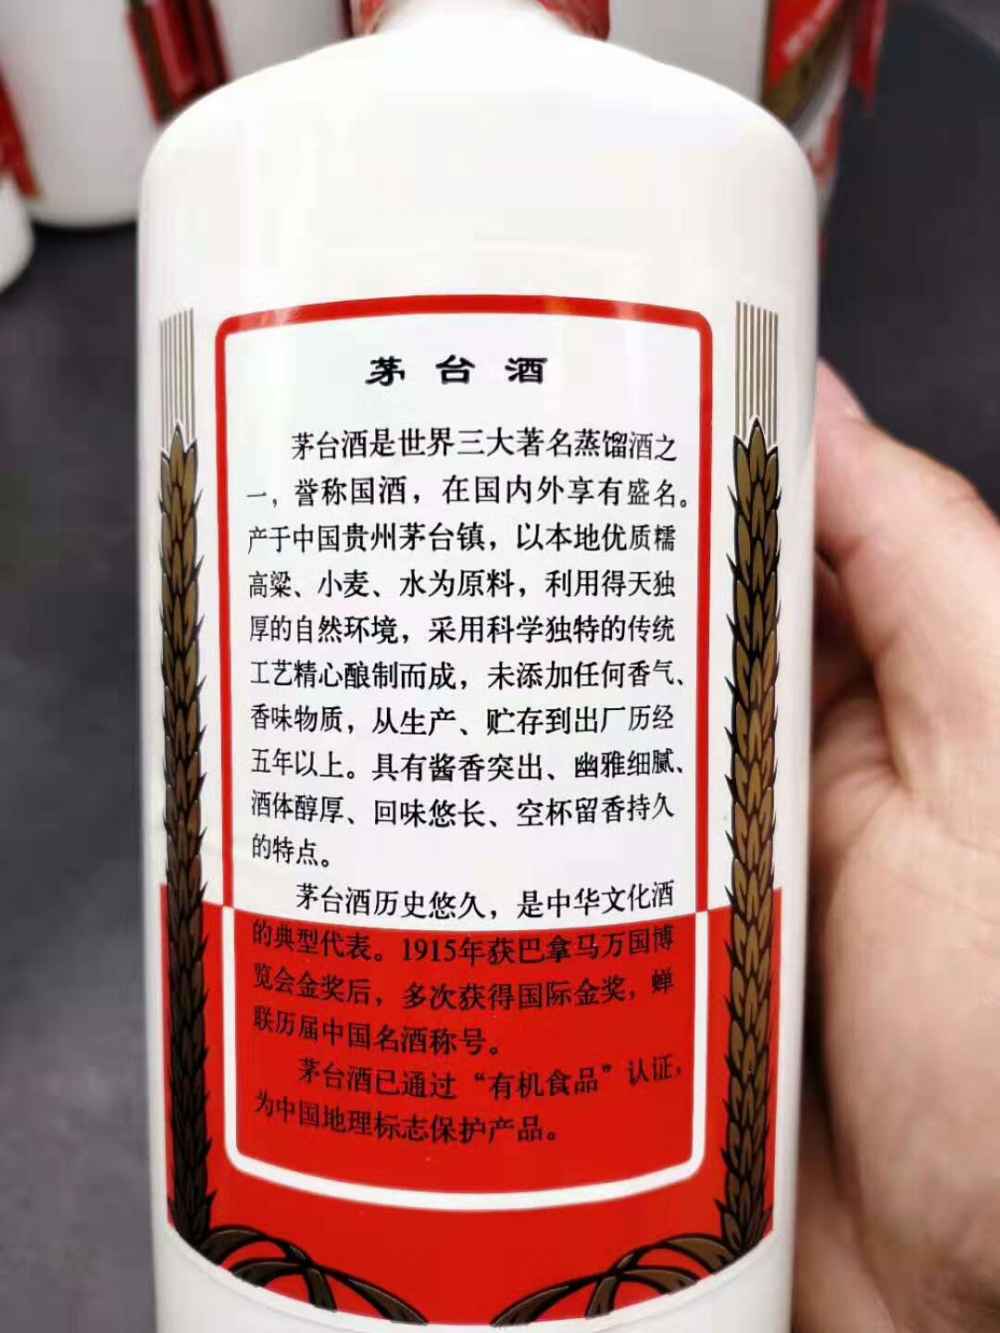 茅台酒
茅台酒是世界三大著名蒸馏酒之
一，誉称国酒，在国内外享有盛名。
产于中国贵州茅台镇，以本地优质糯
高粱、小麦、水为原料，利用得天独
厚的自然环境，采用科学独特的传统
工艺精心酿制而成，未添加任何香气、
香味物质，从生产、贮存到出厂历经
五年以上。具有酱香突出、幽雅细腻、
酒体醇厚、回味悠长、空杯留香持久
的特点。
茅台酒历史悠久，是中华文化酒
的典型代表。1915年获巴拿马万国博
览会金奖后，多次获得国际金奖，蝉
联历届中国名酒称号。
茅台酒已通过“有机食品”认证，
为中国地理标志保护产品。